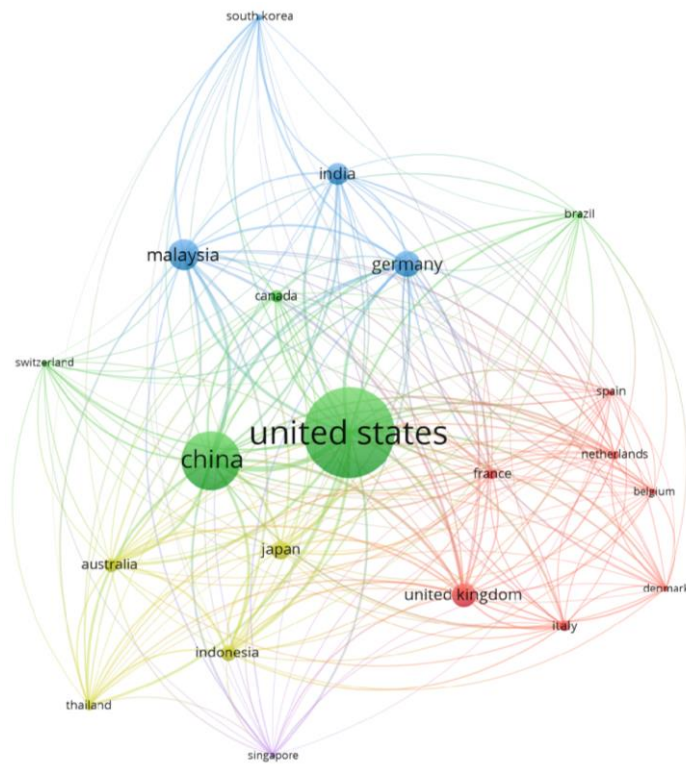 south korea
india
brazil
malaysia
germany
canada
switzerland
spain
united states
china
netherlands
france
belgium
japan
australia
denmark
united kingdom
italy
indonesia
thailand
singapore